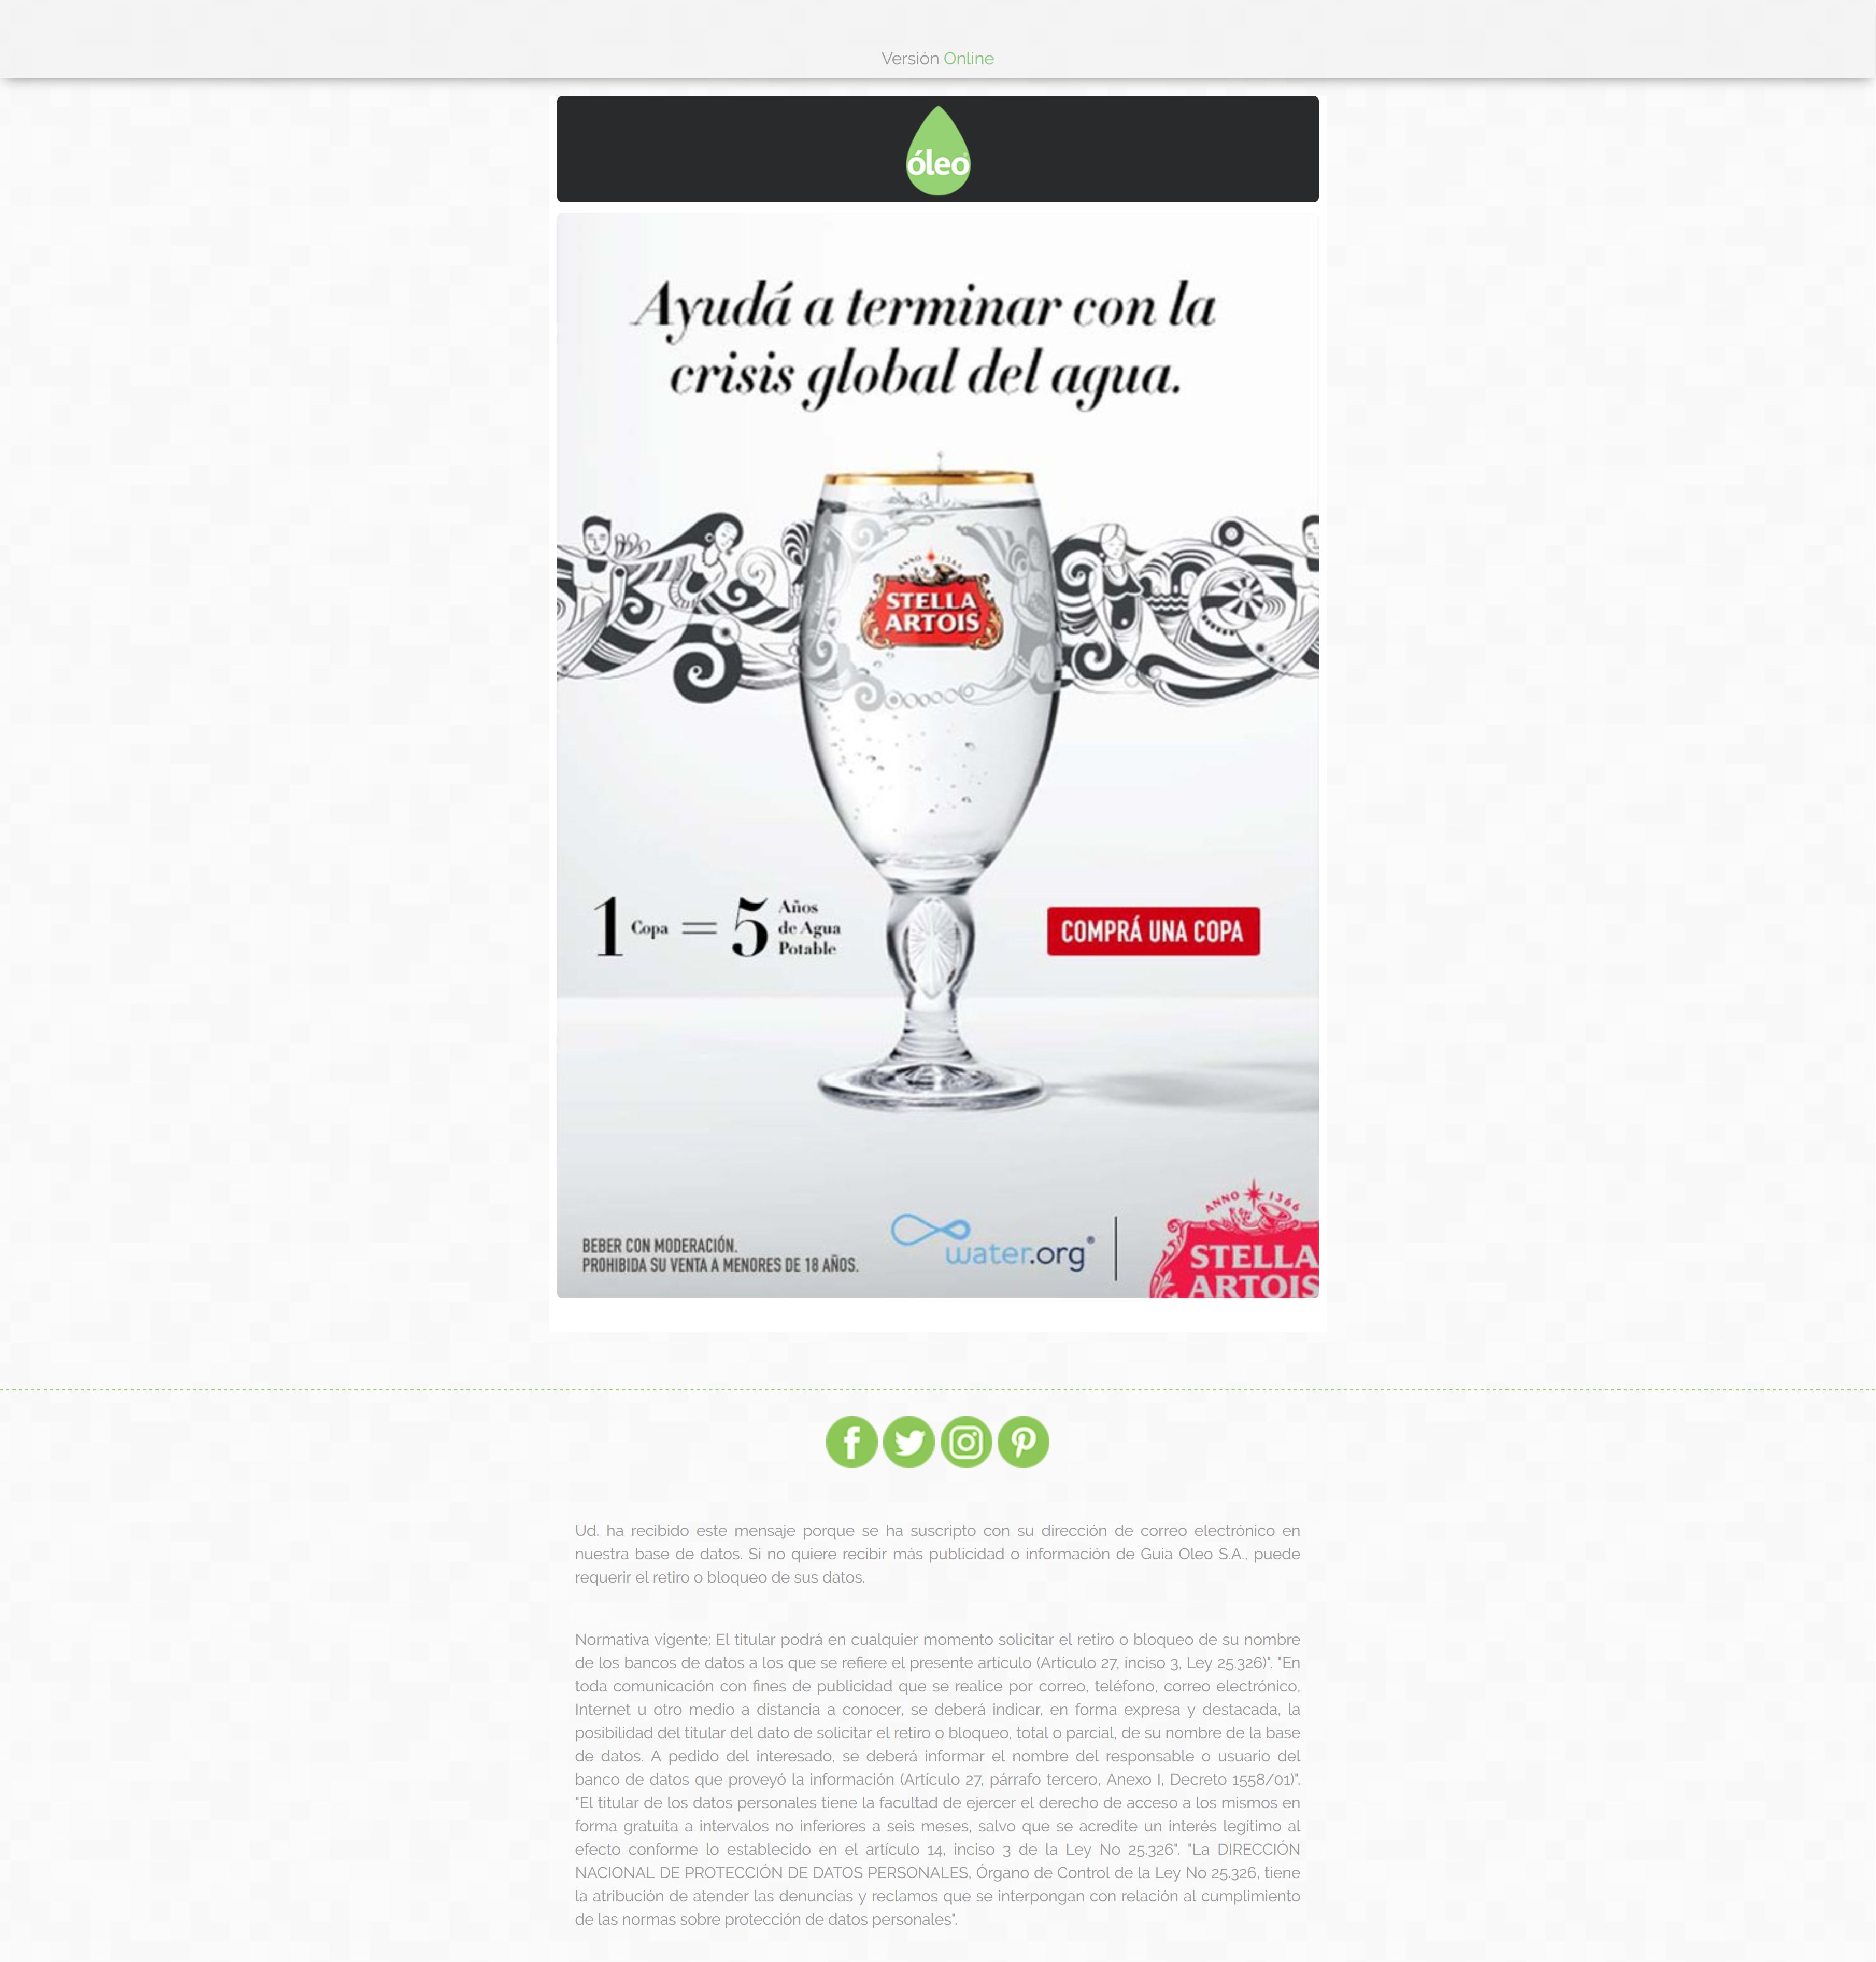 Versión Online
óleo
Ayudá a terminar con la
crisis global del agua.
ANNO 1366
STELLA
ARTOIS
1 Copa = 5 Años
de Agua
Potable
COMPRÁ UNA COPA
BEBER CON MODERACIÓN.
PROHIBIDA SU VENTA A MENORES DE 18 AÑOS.
water.org®
ANNO 1366
STELLA
ARTOIS
Ud. ha recibido este mensaje porque se ha suscripto con su dirección de correo electrónico en
nuestra base de datos. Si no quiere recibir más publicidad o información de Guia Oleo S.A., puede
requerir el retiro o bloqueo de sus datos.
Normativa vigente: El titular podrá en cualquier momento solicitar el retiro o bloqueo de su nombre
de los bancos de datos a los que se refiere el presente articulo (Artículo 27, inciso 3, Ley 25.326)". "En
toda comunicación con fines de publicidad que se realice por correo, teléfono, correo electrónico,
Internet u otro medio a distancia a conocer, se deberá indicar, en forma expresa y destacada, la
posibilidad del titular del dato de solicitar el retiro o bloqueo, total o parcial, de su nombre de la base
de datos. A pedido del interesado, se deberá informar el nombre del responsable o usuario del
banco de datos que proveyó la información (Artículo 27, párrafo tercero, Anexo I, Decreto 1558/01)".
"El titular de los datos personales tiene la facultad de ejercer el derecho de acceso a los mismos en
forma gratuita a intervalos no inferiores a seis meses, salvo que se acredite un interés legítimo al
efecto conforme lo establecido en el artículo 14, inciso 3 de la Ley No 25.326". "La DIRECCIÓN
NACIONAL DE PROTECCIÓN DE DATOS PERSONALES, Órgano de Control de la Ley No 25.326, tiene
la atribución de atender las denuncias y reclamos que se interpongan con relación al cumplimiento
de las normas sobre protección de datos personales".